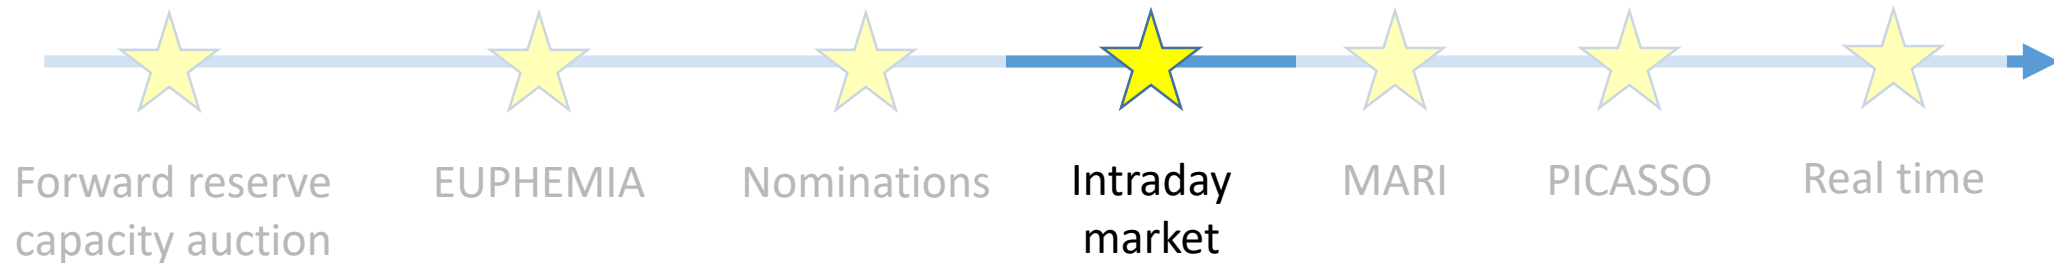 Forward reserve
capacity auction
EUPHEMIA
Nominations
Intraday
market
MARI
PICASSO
Real time